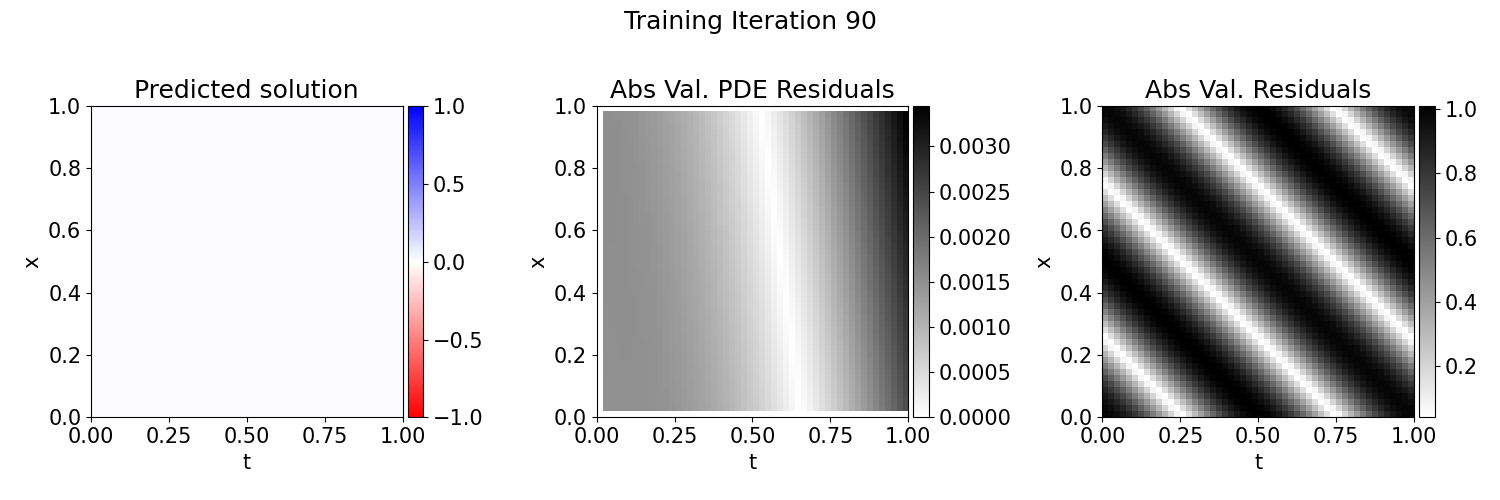 Training Iteration 90
Predicted solution
1.0
0.8
0.6
0.4
0.2
0.0
x
0.00 0.25 0.50 0.75 1.00
t
1.0
0.5
0.0
−0.5
−1.0
Abs Val. PDE Residuals
1.0
0.8
0.6
0.4
0.2
0.0
x
0.00 0.25 0.50 0.75 1.00
t
0.0030
0.0025
0.0020
0.0015
0.0010
0.0005
0.0000
Abs Val. Residuals
1.0
0.8
0.6
0.4
0.2
0.0
x
0.00 0.25 0.50 0.75 1.00
t
1.0
0.8
0.6
0.4
0.2